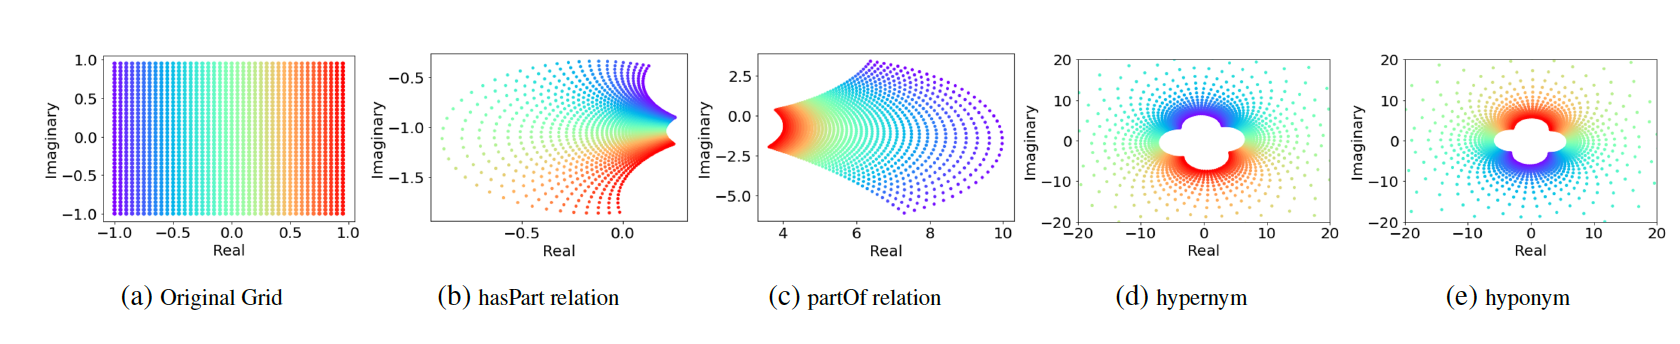 1.0
0.5
0.0
−0.5
−1.0
Imaginary
−1.0 −0.5 0.0 0.5 1.0
Real
(a) Original Grid
−0.5
−1.0
−1.5
Imaginary
−0.5 0.0
Real
(b) hasPart relation
2.5
0.0
−2.5
−5.0
Imaginary
4 6 8 10
Real
(c) partOf relation
20
10
0
−10
−20
Imaginary
−20 −10 0 10 20
Real
(d) hypernym
20
10
0
−10
−20
Imaginary
−20 −10 0 10 20
Real
(e) hyponym